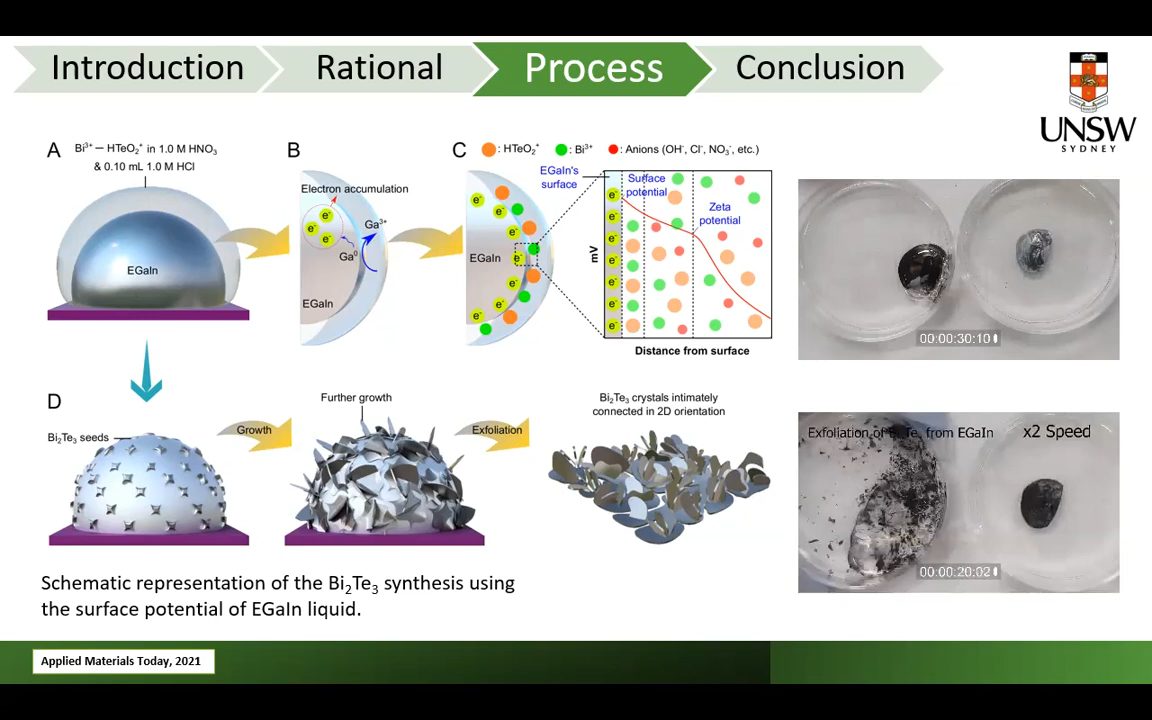 Introduction
Rational
Process
Conclusion
UNSW
SYDNEY
A
Bi³⁺ — HTeO₂⁺ in 1.0 M HNO₃
& 0.10 mL 1.0 M HCl
EGaIn
B
Electron accumulation
e⁻
e⁻
e⁻
Ga³⁺
Ga⁰
EGaIn
C
: HTeO₂⁺
: Bi³⁺
: Anions (OH⁻, Cl⁻, NO₃⁻, etc.)
EGaIn's
surface
EGaIn
e⁻
e⁻
e⁻
e⁻
e⁻
e⁻
e⁻
Surface
potential
Zeta
potential
mV
e⁻
e⁻
e⁻
e⁻
e⁻
e⁻
e⁻
Distance from surface
00:00:30:10
D
Bi₂Te₃ seeds
Growth
Further growth
Exfoliation
Bi₂Te₃ crystals intimately
connected in 2D orientation
Exfoliation of Bi₂Te₃ from EGaIn
x2 Speed
00:00:20:02
Schematic representation of the Bi₂Te₃ synthesis using
the surface potential of EGaIn liquid.
Applied Materials Today, 2021